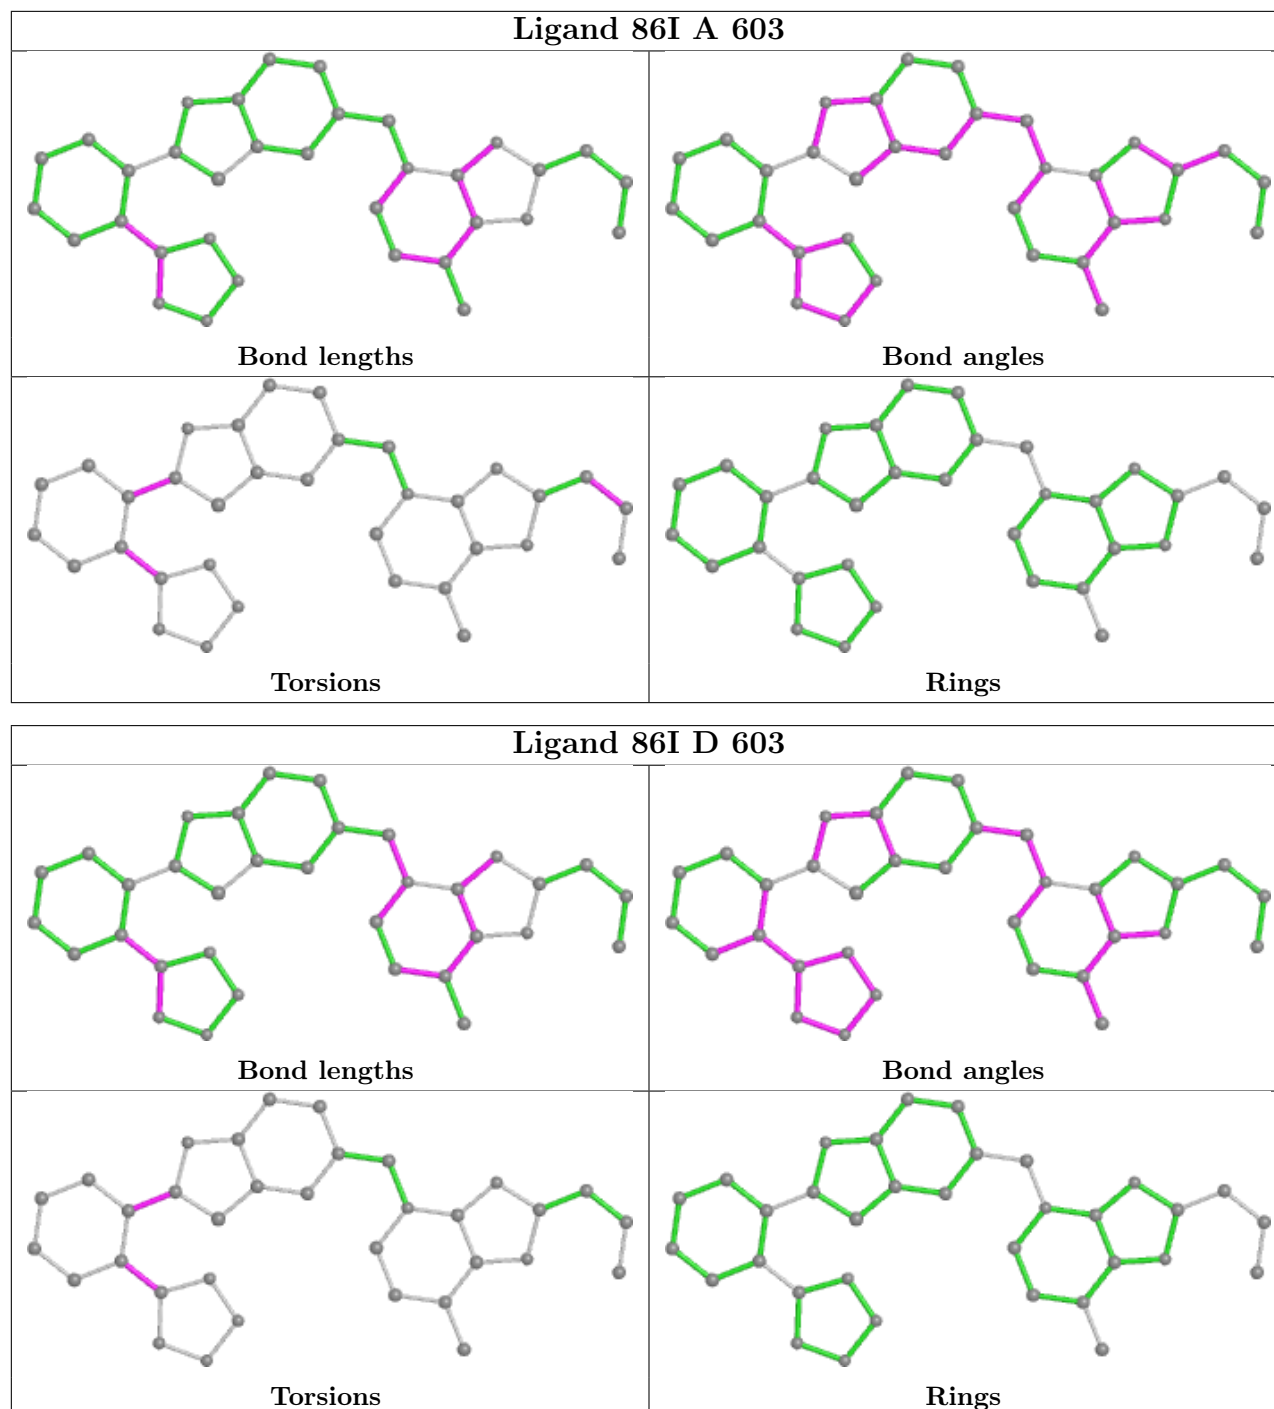 Ligand 86I A 603
Bond lengths
Bond angles
Torsions
Rings
Ligand 86I D 603
Bond lengths
Bond angles
Torsions
Rings